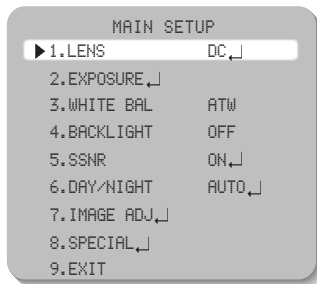 MAIN SETUP
▶1.LENS DC↵
2.EXPOSURE↵
3.WHITE BAL ATW
4.BACKLIGHT OFF
5.SSNR ON↵
6.DAY/NIGHT AUTO↵
7.IMAGE ADJ↵
8.SPECIAL↵
9.EXIT